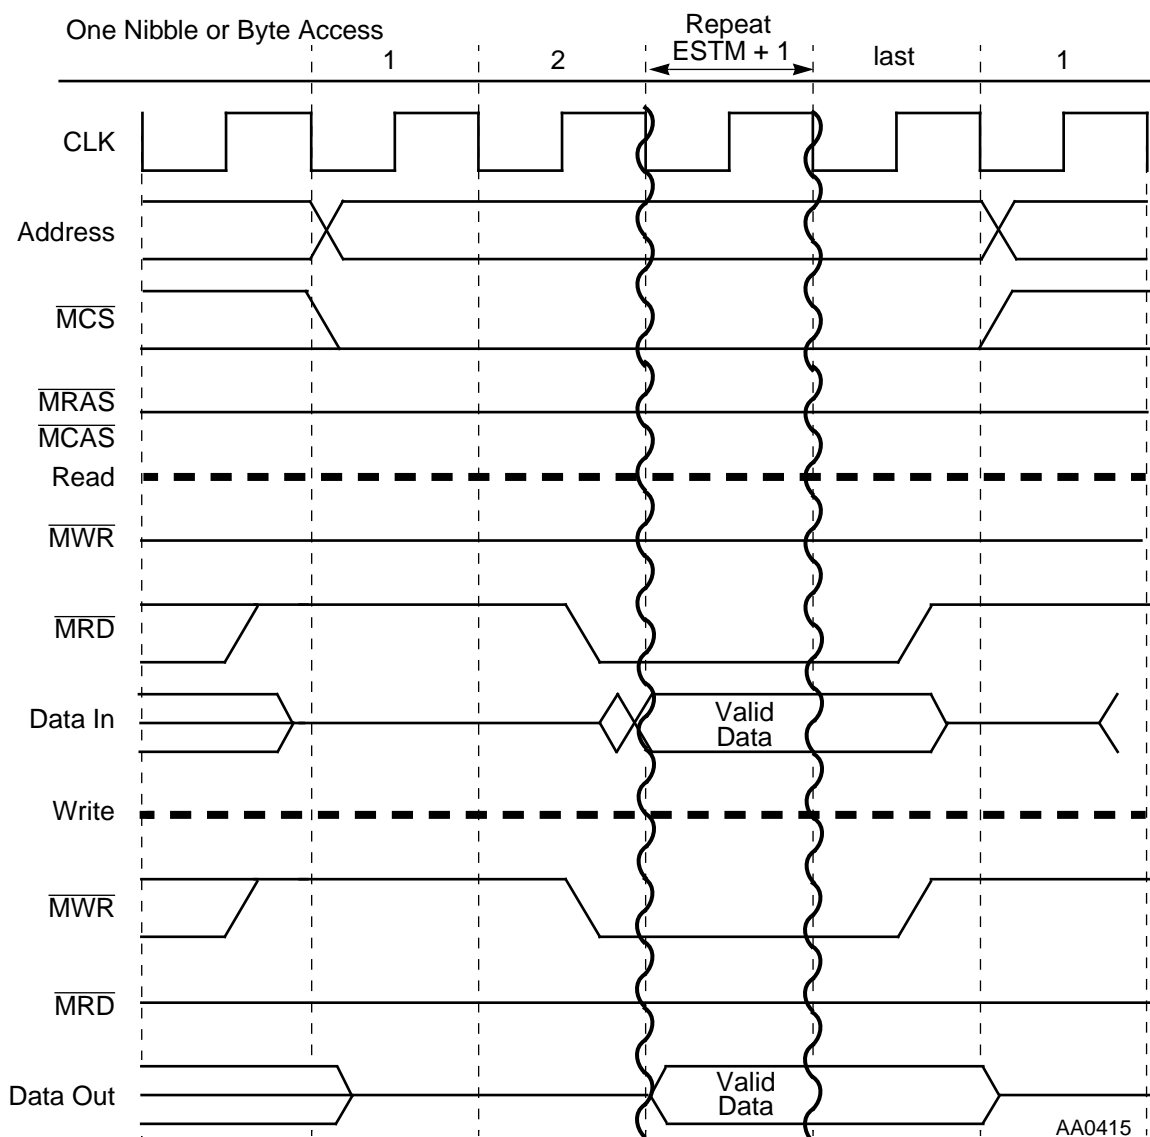 One Nibble or Byte Access
Repeat
ESTM + 1
1
2
last
1
CLK
Address
MCS
MRAS
MCAS
Read
MWR
MRD
Data In
Valid
Data
Write
MWR
MRD
Data Out
Valid
Data
AA0415